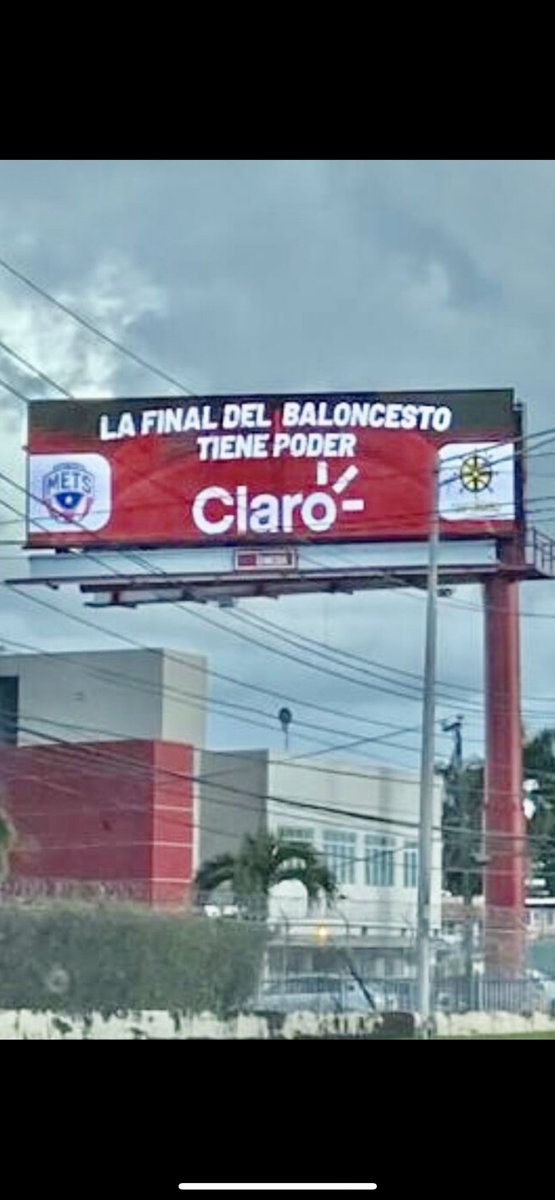 LA FINAL DEL BALONCESTO
TIENE PODER
METS
Claro